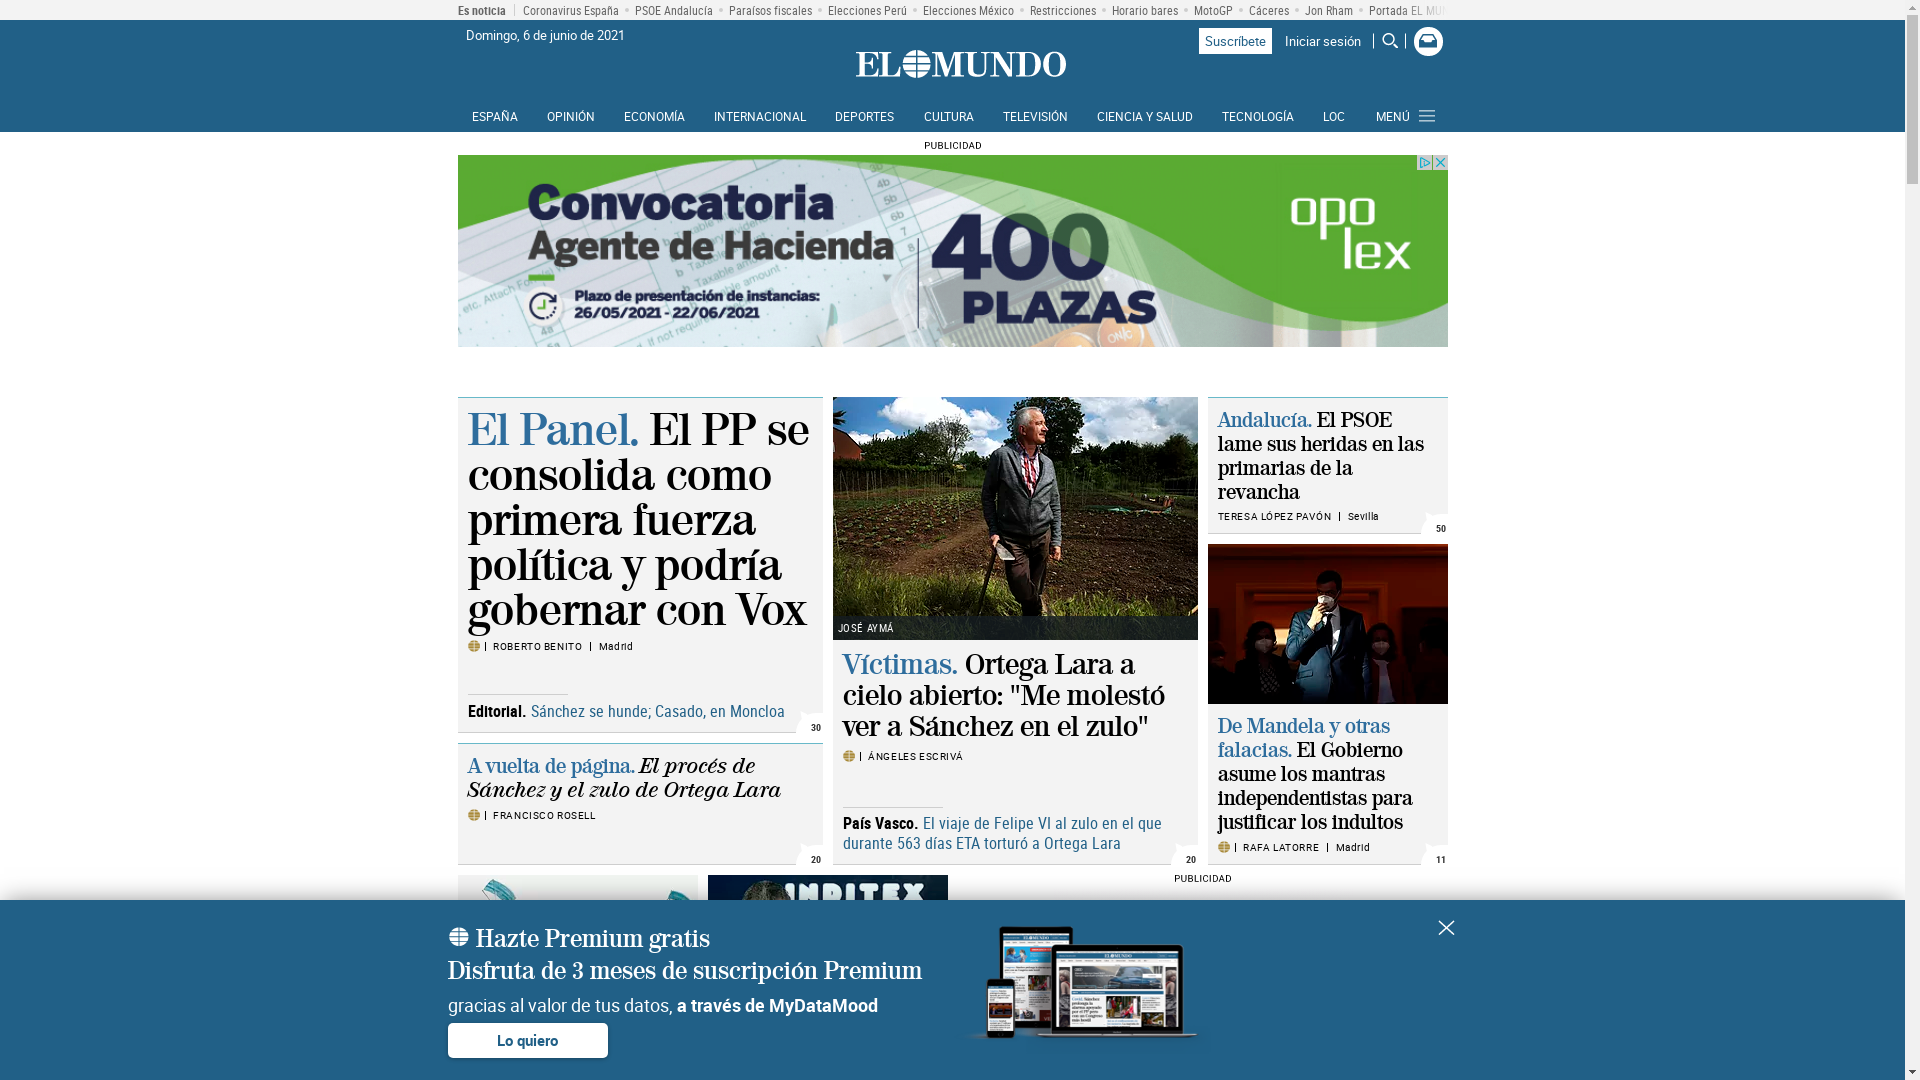 Es noticia
Coronavirus España • PSOE Andalucía • Paraísos fiscales • Elecciones Perú • Elecciones México • Restricciones • Horario bares • MotoGP • Cáceres • Jon Rham • Portada EL
Domingo, 6 de junio de 2021
Suscríbete
Iniciar sesión
EL MUNDO
ESPAÑA OPINIÓN ECONOMÍA INTERNACIONAL DEPORTES CULTURA TELEVISIÓN CIENCIA Y SALUD TECNOLOGÍA LOC MENÚ
PUBLICIDAD
Convocatoria
Agente de Hacienda
Plazo de presentación de instancias:
26/05/2021 - 22/06/2021
400
PLAZAS
opo
lex
El Panel. El PP se
consolida como
primera fuerza
política y podría
gobernar con Vox
ROBERTO BENITO | Madrid
Editorial. Sánchez se hunde; Casado, en Moncloa
30
A vuelta de página. El procés de
Sánchez y el zulo de Ortega Lara
FRANCISCO ROSELL
20
JOSÉ AYMÁ
Víctimas. Ortega Lara a
cielo abierto: "Me molestó
ver a Sánchez en el zulo"
ÁNGELES ESCRIVÁ
País Vasco. El viaje de Felipe VI al zulo en el que
durante 563 días ETA torturó a Ortega Lara
20
Andalucía. El PSOE
lame sus heridas en las
primarias de la
revancha
TERESA LÓPEZ PAVÓN | Sevilla
50
De Mandela y otras
falacias. El Gobierno
asume los mantras
independentistas para
justificar los indultos
RAFA LATORRE | Madrid
11
INDITEX
PUBLICIDAD
Hazte Premium gratis
Disfruta de 3 meses de suscripción Premium
gracias al valor de tus datos, a través de MyDataMood
Lo quiero